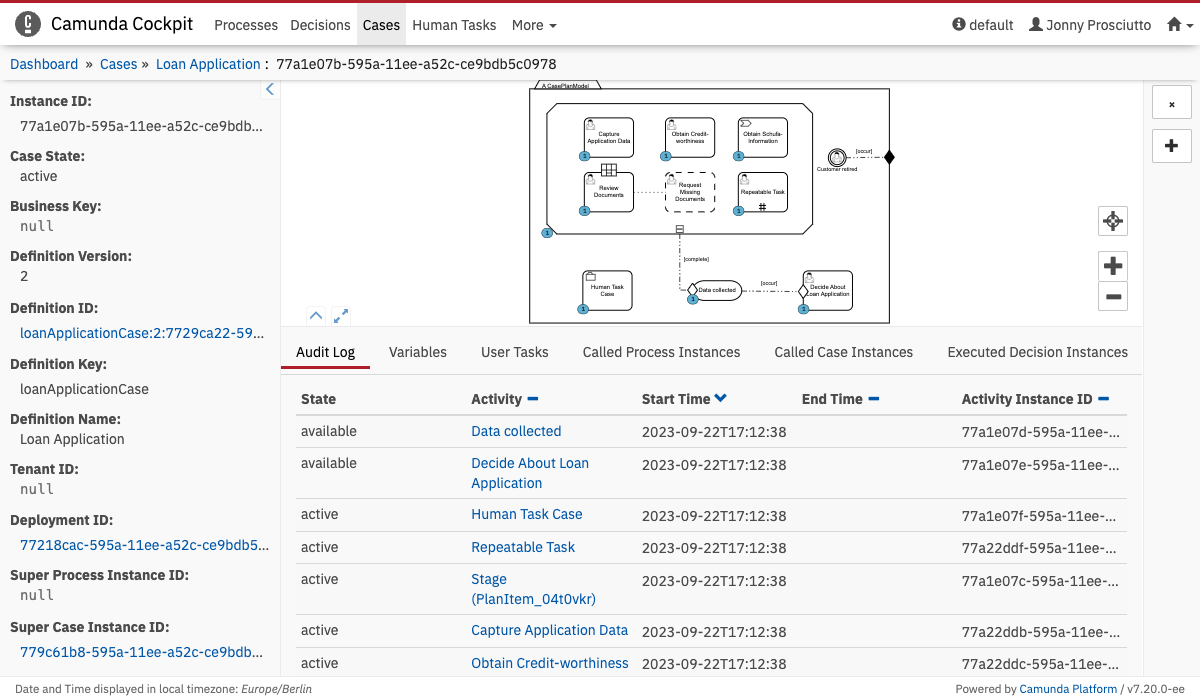 Camunda Cockpit Processes Decisions Cases Human Tasks More default Jonny Prosciutto
Dashboard » Cases » Loan Application : 77a1e07b-595a-11ee-a52c-ce9bdb5c0978
Instance ID:
77a1e07b-595a-11ee-a52c-ce9bdb...
Case State:
active
Business Key:
null
Definition Version:
2
Definition ID:
loanApplicationCase:2:7729ca22-59...
Definition Key:
loanApplicationCase
Definition Name:
Loan Application
Tenant ID:
null
Deployment ID:
77218cac-595a-11ee-a52c-ce9bdb5...
Super Process Instance ID:
null
Super Case Instance ID:
779c61b8-595a-11ee-a52c-ce9bdb...
A CasePlanModel
Capture
Application Data
1
Obtain Credit-
worthiness
1
Obtain Schufa-
Information
1
Review
Documents
1
Request
Missing
Documents
Repeatable Task
1
1
[occur]
Customer retired
[complete]
Human Task
Case
1
Data collected
1
[occur]
Decide About
Loan Application
1
Audit Log Variables User Tasks Called Process Instances Called Case Instances Executed Decision Instances
State Activity Start Time End Time Activity Instance ID
available Data collected 2023-09-22T17:12:38 77a1e07d-595a-11ee-...
available Decide About Loan 2023-09-22T17:12:38 77a1e07e-595a-11ee-...
Application
active Human Task Case 2023-09-22T17:12:38 77a1e07f-595a-11ee-...
active Repeatable Task 2023-09-22T17:12:38 77a22ddf-595a-11ee-...
active Stage 2023-09-22T17:12:38 77a1e07c-595a-11ee-...
(PlanItem_04t0vkr)
active Capture Application Data 2023-09-22T17:12:38 77a22ddb-595a-11ee-...
active Obtain Credit-worthiness 2023-09-22T17:12:38 77a22ddc-595a-11ee-...
Date and Time displayed in local timezone: Europe/Berlin
Powered by Camunda Platform / v7.20.0-ee